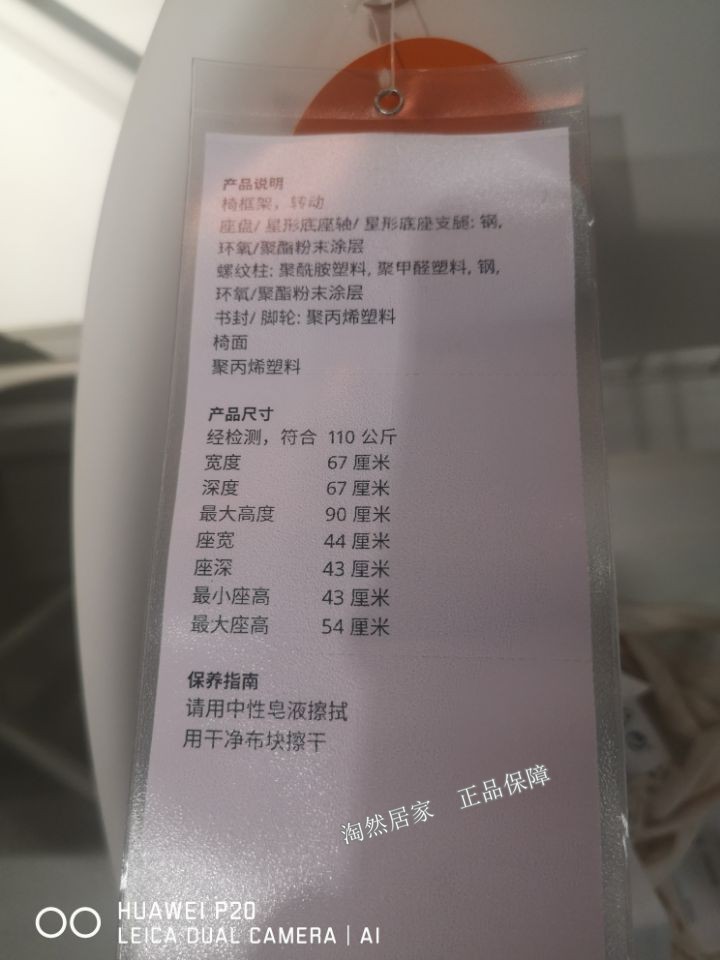 产品说明
椅框架，转动
座盘/ 星形底座轴/ 星形底座支腿: 钢,
环氧/聚酯粉末涂层
螺纹柱: 聚酰胺塑料, 聚甲醛塑料, 钢,
环氧/聚酯粉末涂层
书封/ 脚轮: 聚丙烯塑料
椅面
聚丙烯塑料
产品尺寸
经检测，符合 110 公斤
宽度 67 厘米
深度 67 厘米
最大高度 90 厘米
座宽 44 厘米
座深 43 厘米
最小座高 43 厘米
最大座高 54 厘米
保养指南
请用中性皂液擦拭
用干净布块擦干
淘然居家 正品保障
HUAWEI P20
LEICA DUAL CAMERA | AI